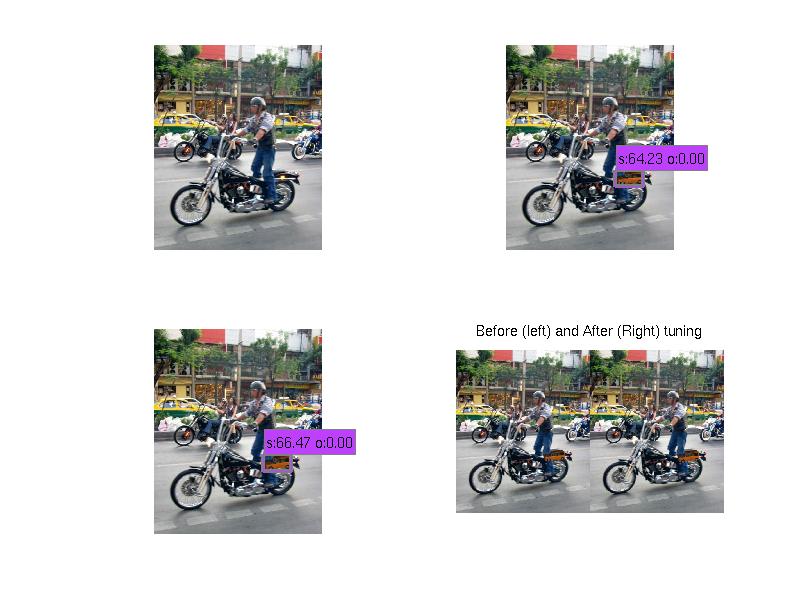 s:64.23 o:0.00
s:66.47 o:0.00
Before (left) and After (Right) tuning